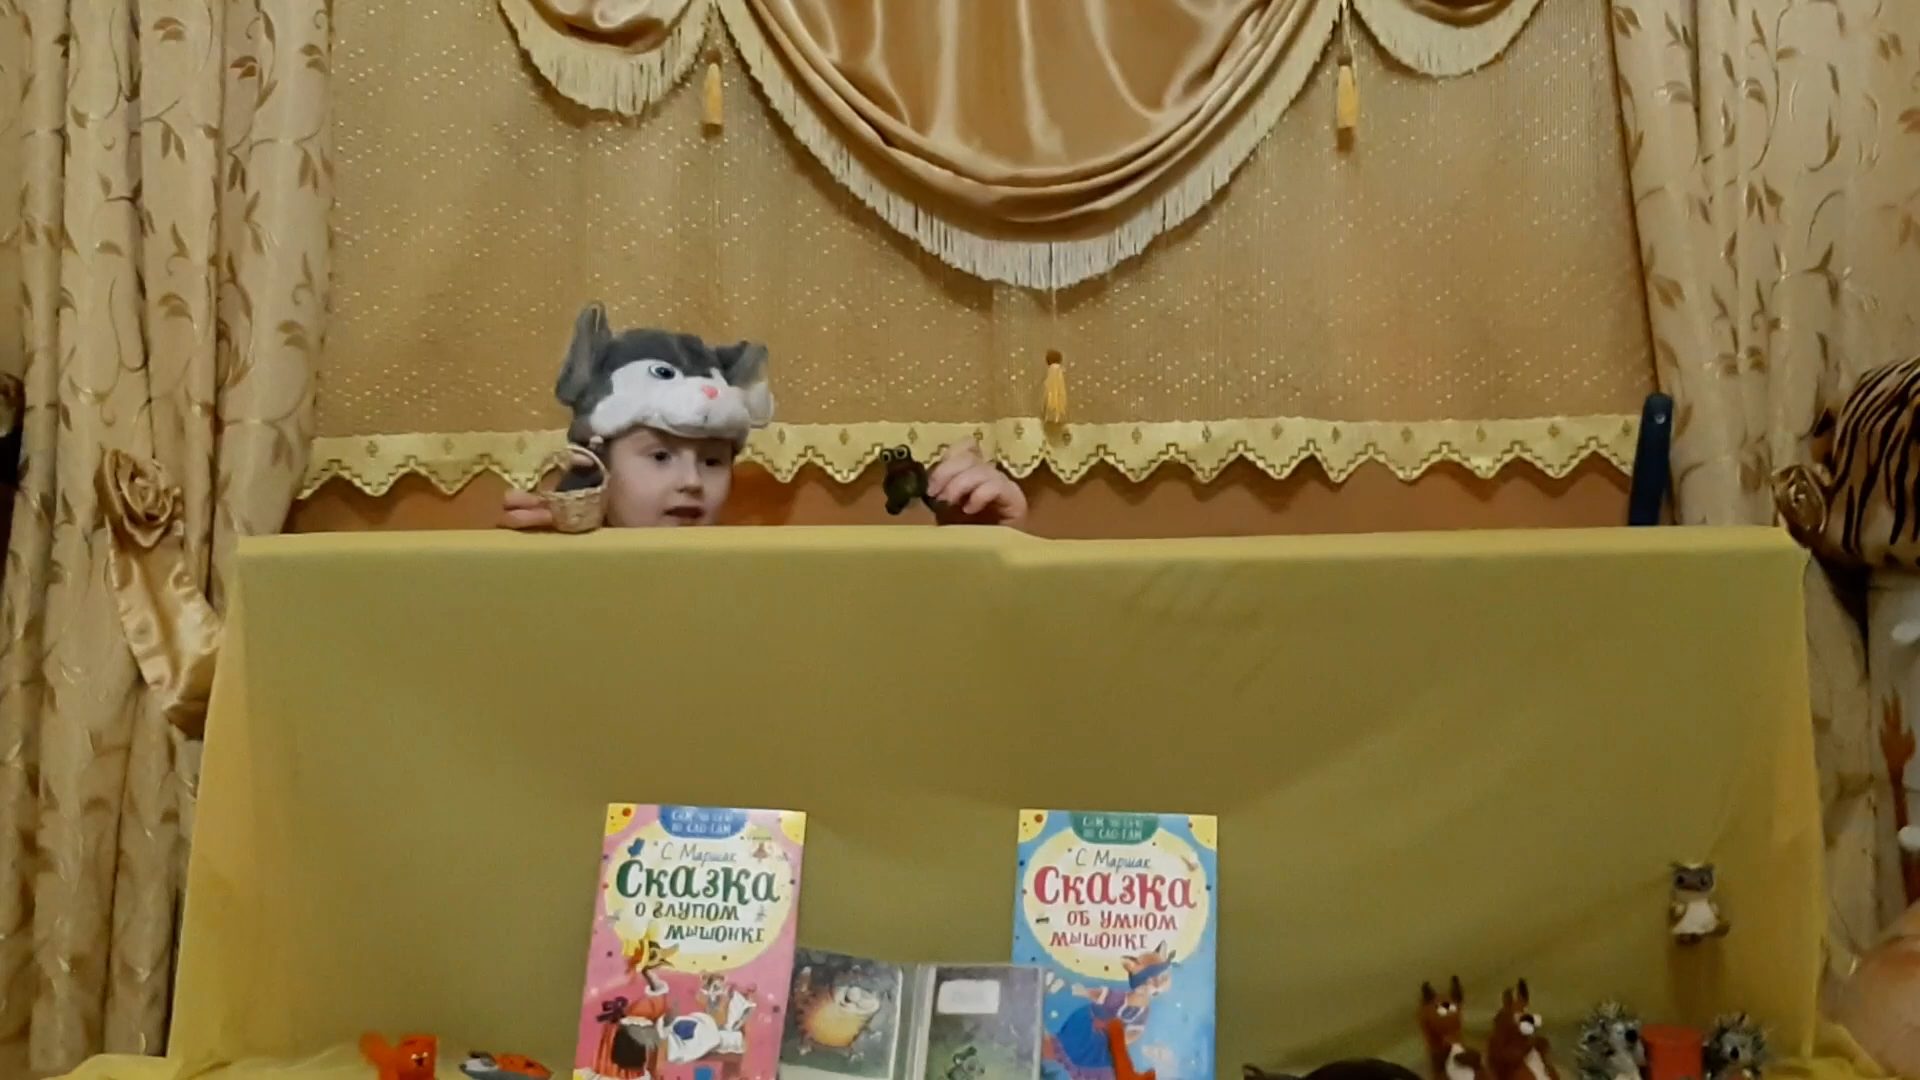 С. Маршак
Сказка
о глупом
мышонке
С. Маршак
Сказка
об умном
мышонке